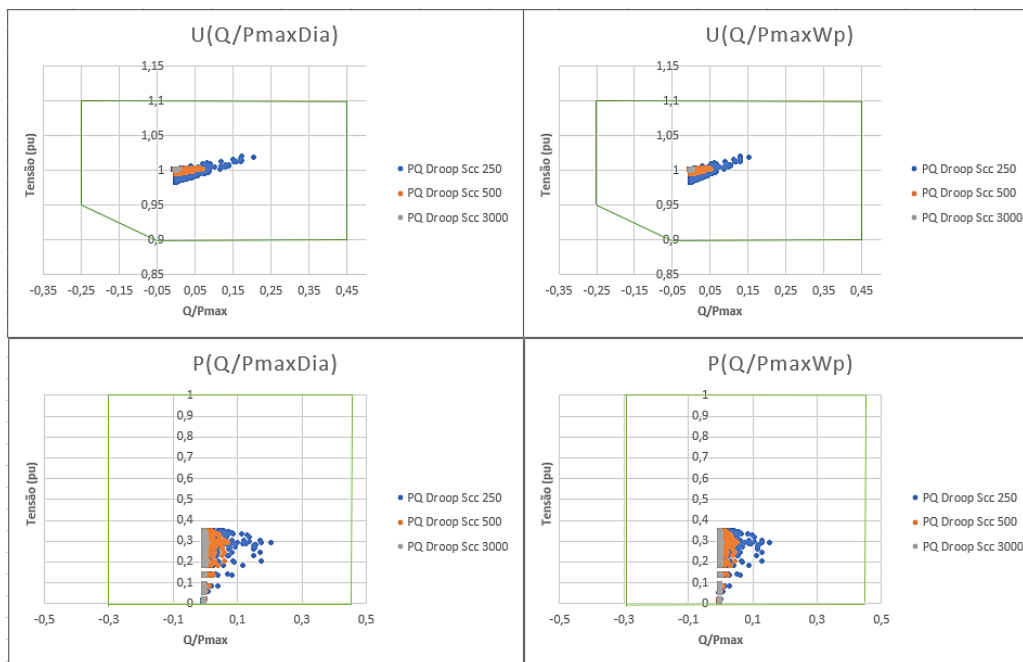 U(Q/PmaxDia)
1,15
1,1
1,05
1
0,95
0,9
0,85
-0,35 -0,25 -0,15 -0,05 0,05 0,15 0,25 0,35 0,45
Tensão (pu)
Q/Pmax
PQ Droop Scc 250
PQ Droop Scc 500
PQ Droop Scc 3000
U(Q/PmaxWp)
1,15
1,1
1,05
1
0,95
0,9
0,85
-0,35 -0,25 -0,15 -0,05 0,05 0,15 0,25 0,35 0,45
Tensão (pu)
Q/Pmax
PQ Droop Scc 250
PQ Droop Scc 500
PQ Droop Scc 3000
P(Q/PmaxDia)
1
0,9
0,8
0,7
0,6
0,5
0,4
0,3
0,2
0,1
0
-0,5 -0,3 -0,1 0,1 0,3 0,5
Tensão (pu)
Q/Pmax
PQ Droop Scc 250
PQ Droop Scc 500
PQ Droop Scc 3000
P(Q/PmaxWp)
1
0,9
0,8
0,7
0,6
0,5
0,4
0,3
0,2
0,1
0
-0,5 -0,3 -0,1 0,1 0,3 0,5
Tensão (pu)
Q/Pmax
PQ Droop Scc 250
PQ Droop Scc 500
PQ Droop Scc 3000